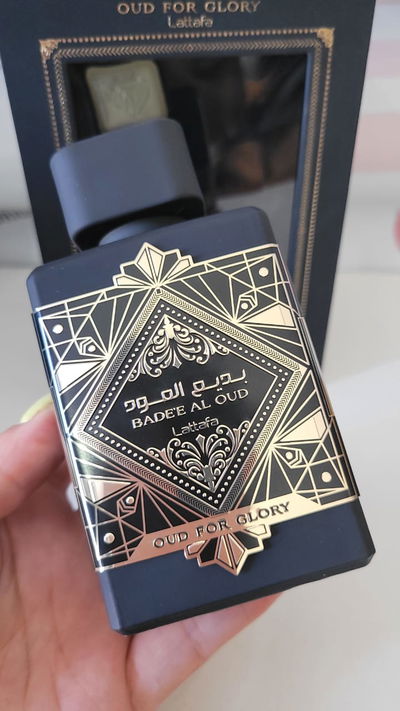 OUD FOR GLORY
Lattafa
بديع العود
BADE'E AL OUD
Lattafa
OUD FOR GLORY